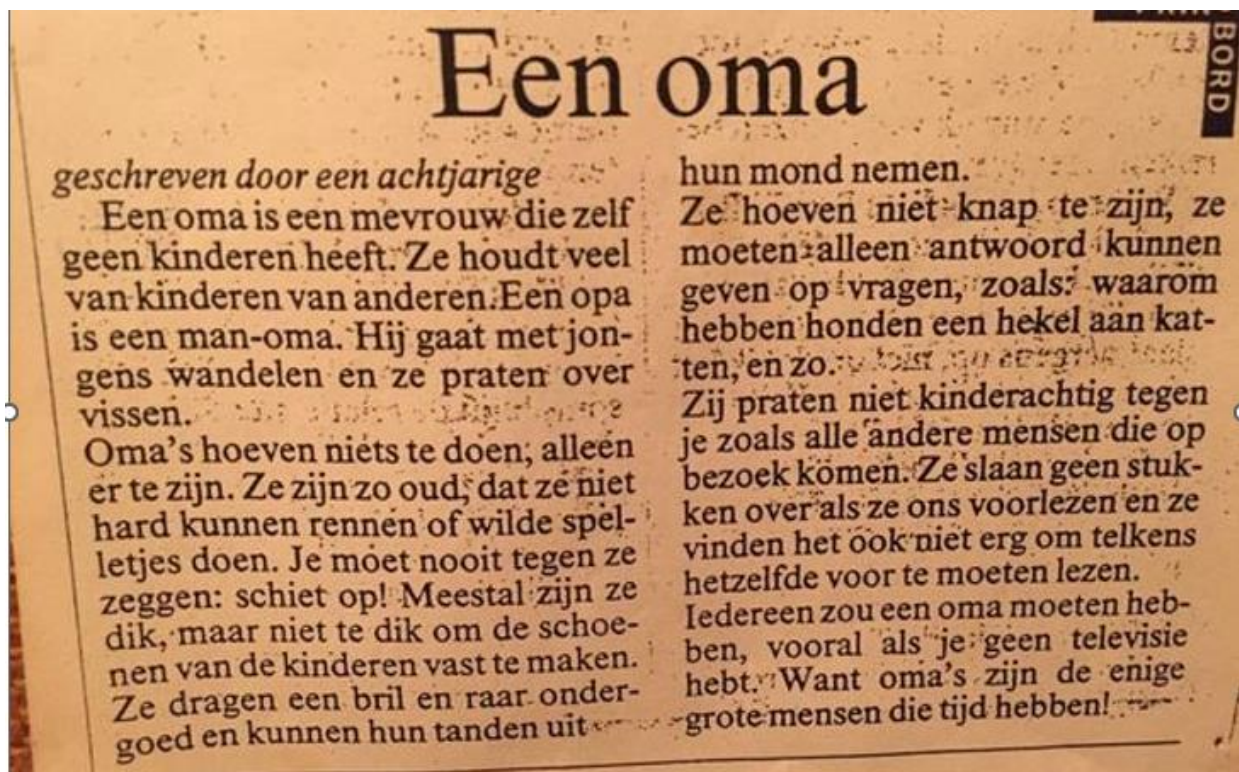 BORD
Een oma
geschreven door een achtjarige
Een oma is een mevrouw die zelf
geen kinderen heeft. Ze houdt veel
van kinderen van anderen. Een opa
is een man-oma. Hij gaat met jon-
gens wandelen en ze praten over
vissen.
Oma's hoeven niets te doen, alleen
er te zijn. Ze zijn zo oud, dat ze niet
hard kunnen rennen of wilde spel-
letjes doen. Je moet nooit tegen ze
zeggen: schiet op! Meestal zijn ze
dik, maar niet te dik om de schoe-
nen van de kinderen vast te maken.
Ze dragen een bril en raar onder-
goed en kunnen hun tanden uit
hun mond nemen.
Ze hoeven niet knap te zijn, ze
moeten alleen antwoord kunnen
geven op vragen, zoals: waarom
hebben honden een hekel aan kat-
ten, en zo.
Zij praten niet kinderachtig tegen
je zoals alle andere mensen die op
bezoek komen. Ze slaan geen stuk-
ken over als ze ons voorlezen en ze
vinden het ook niet erg om telkens
hetzelfde voor te moeten lezen.
Iedereen zou een oma moeten heb-
ben, vooral als je geen televisie
hebt. Want oma's zijn de enige
grote mensen die tijd hebben!